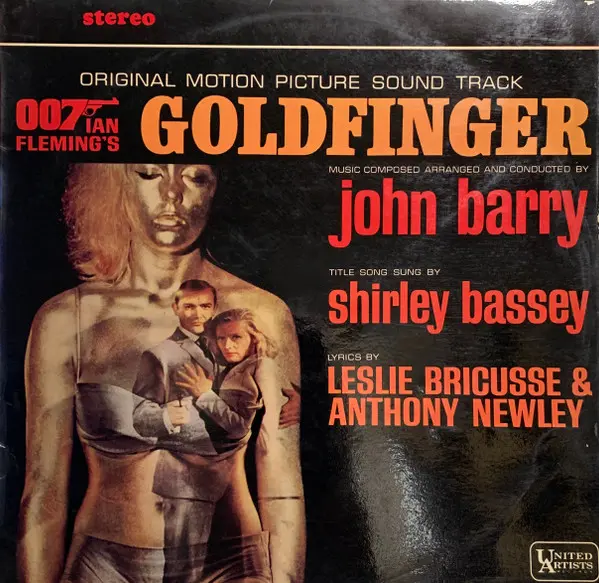 stereo
ORIGINAL MOTION PICTURE SOUND TRACK
007 IAN
FLEMING'S
GOLDFINGER
MUSIC COMPOSED ARRANGED AND CONDUCTED BY
john barry
TITLE SONG SUNG BY
shirley bassey
LYRICS BY
LESLIE BRICUSSE &
ANTHONY NEWLEY
UNITED
ARTISTS
RECORDS